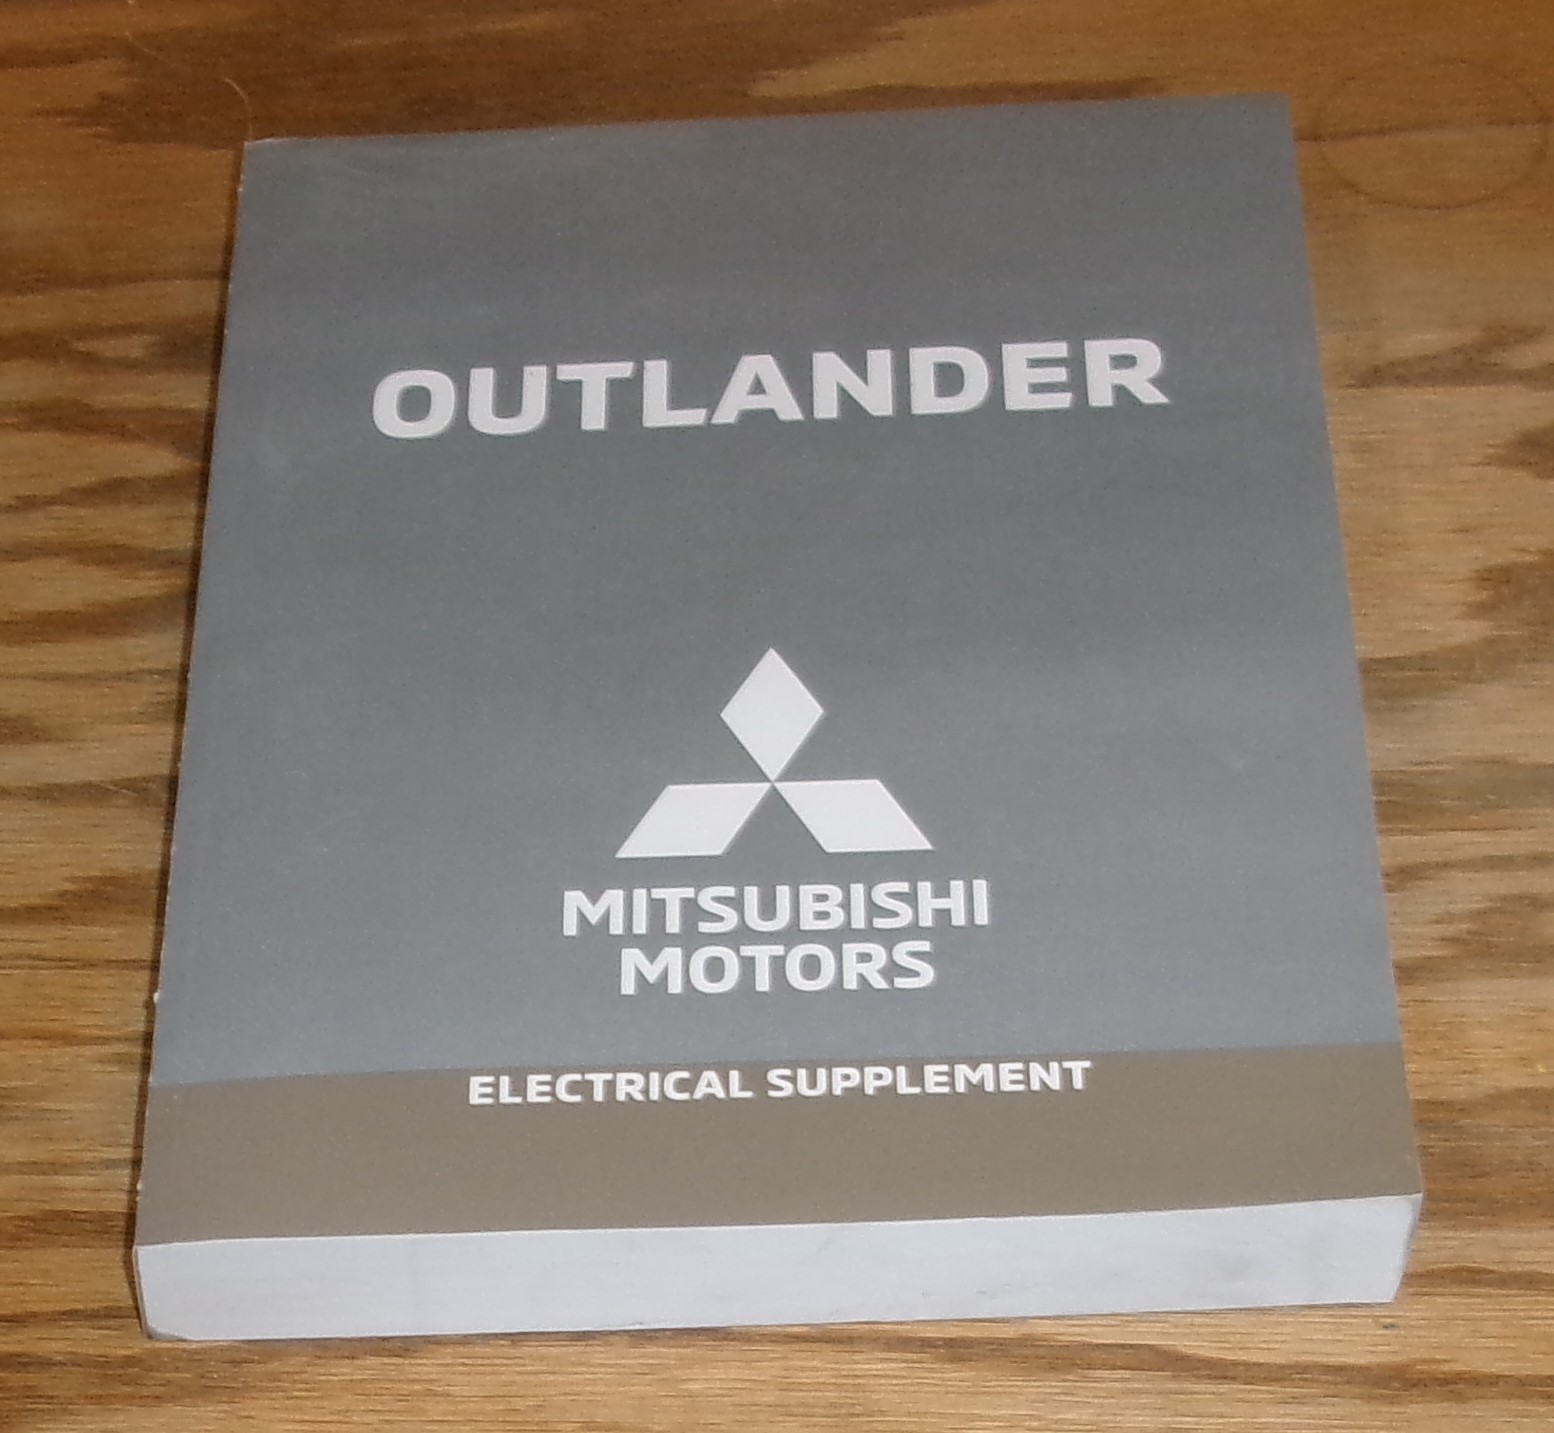 OUTLANDER
MITSUBISHI
MOTORS
ELECTRICAL SUPPLEMENT